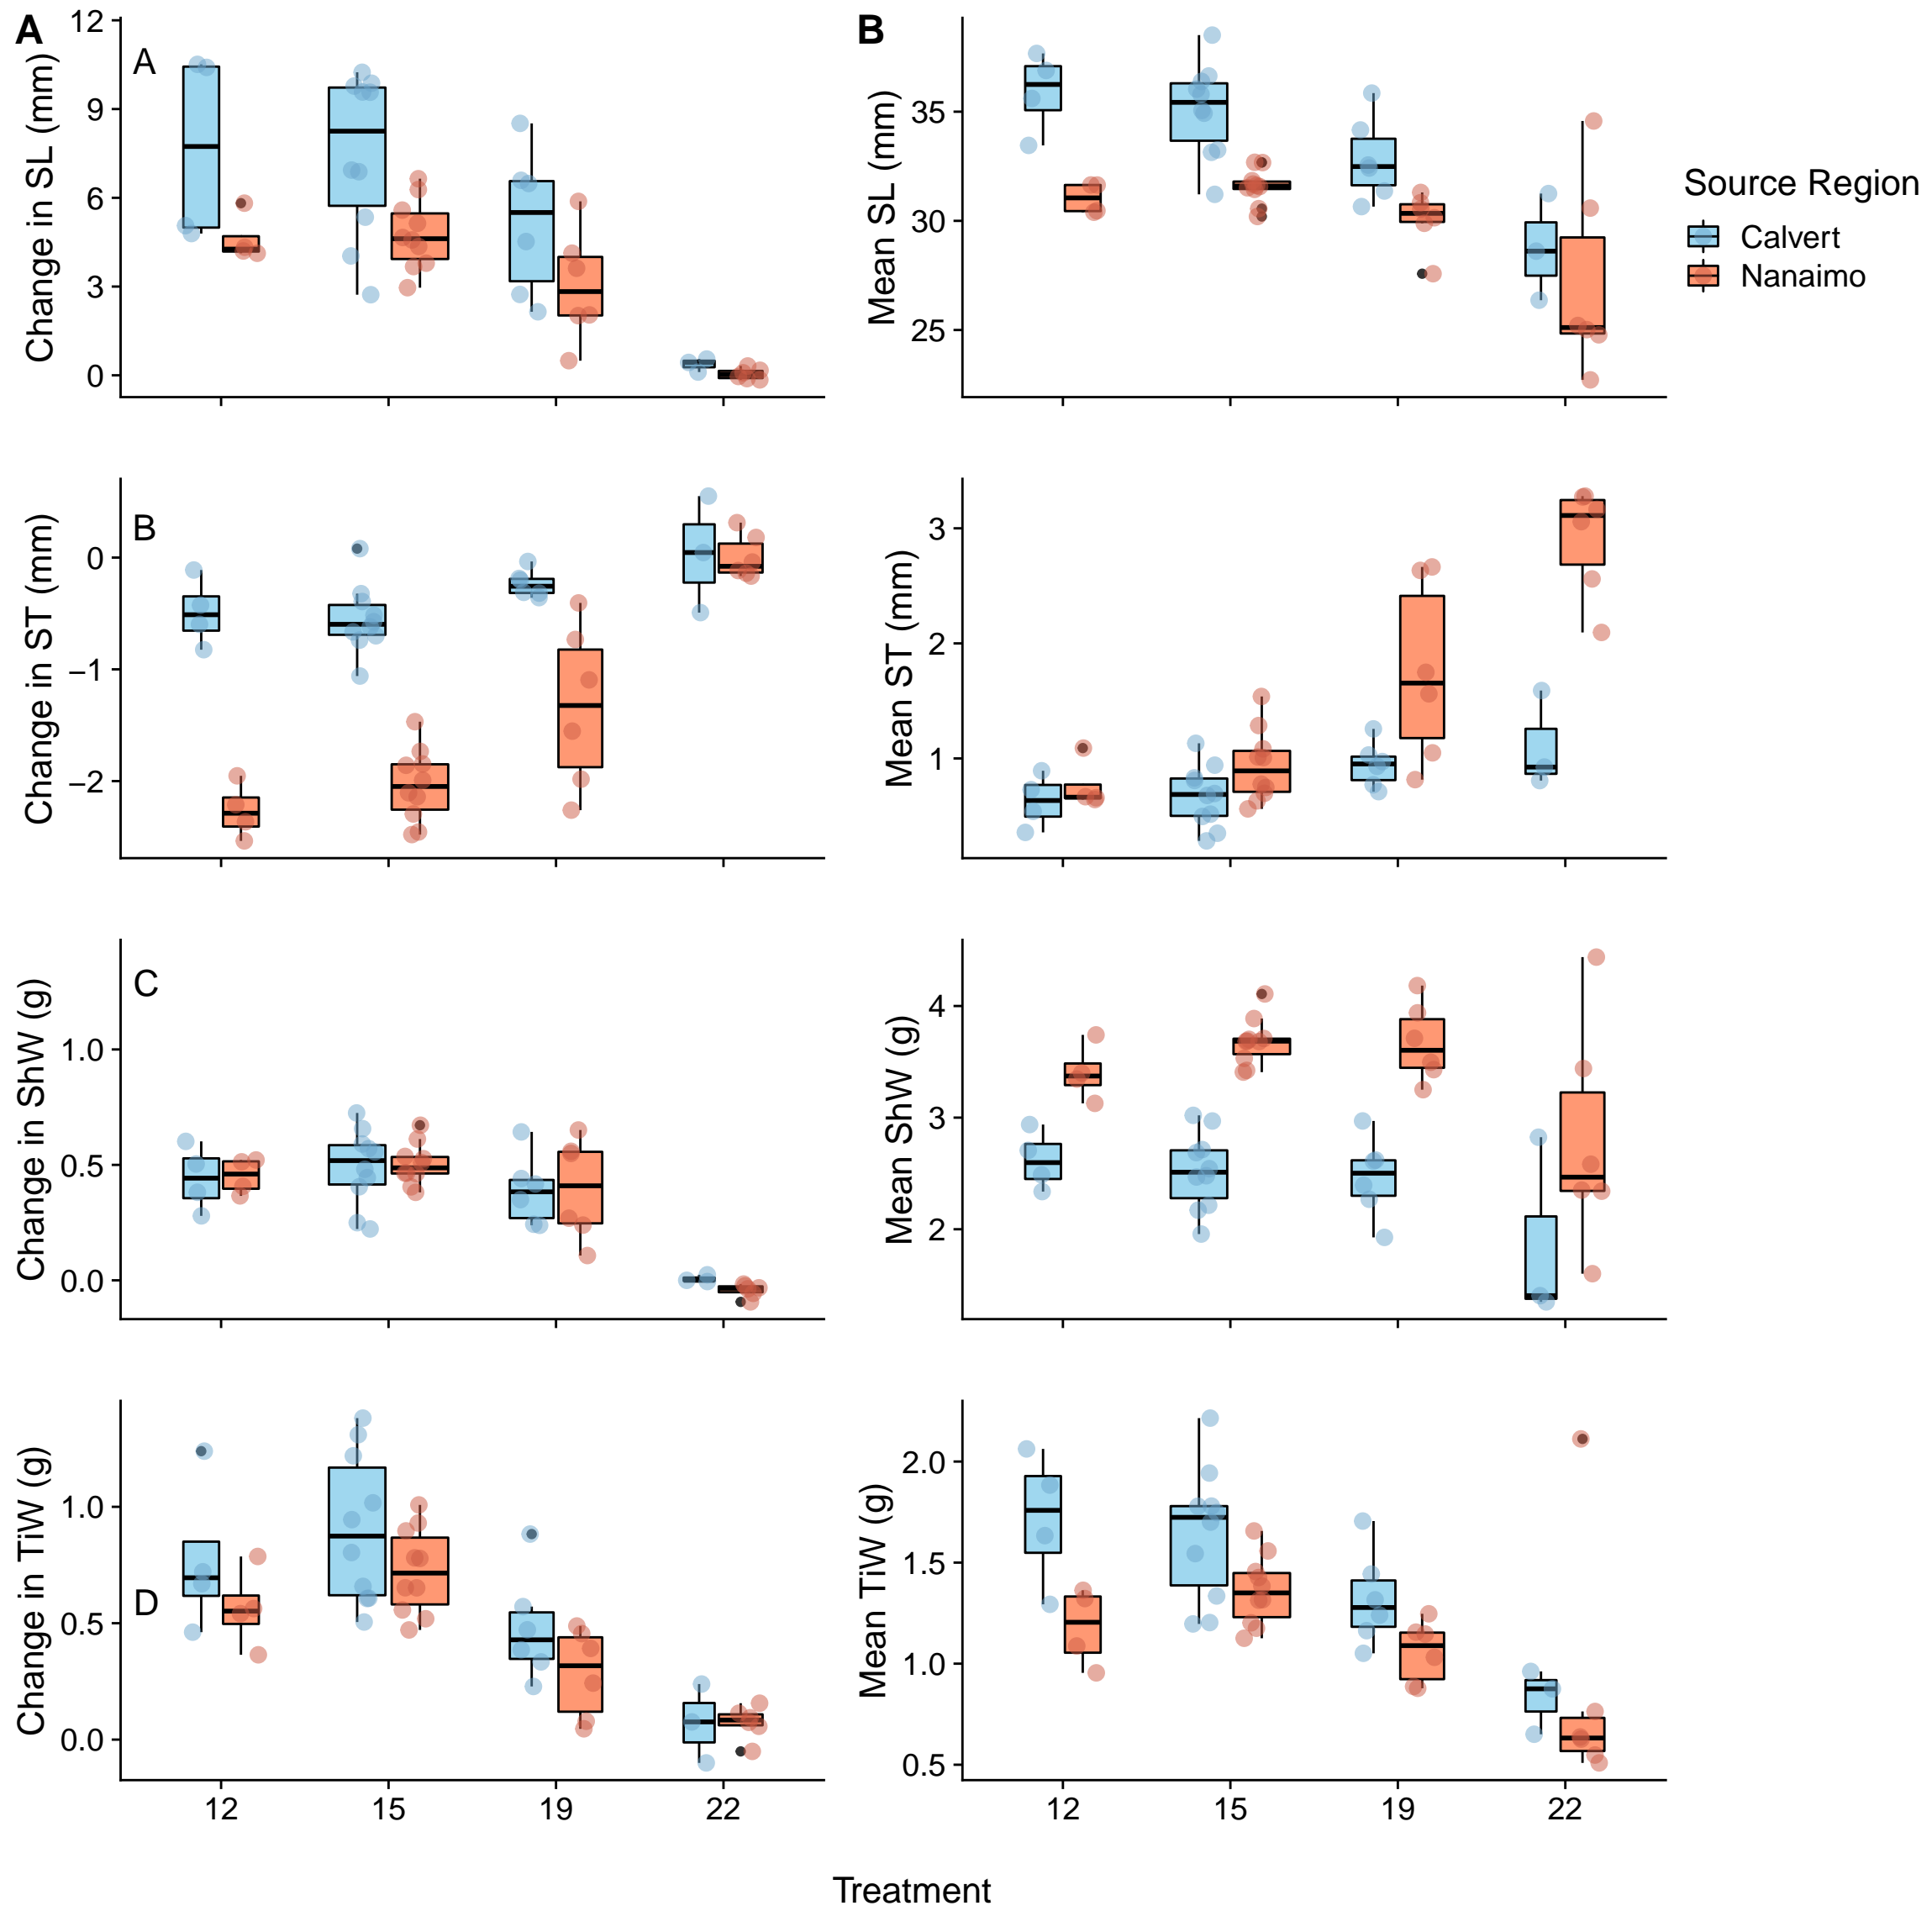 A
B
Change in SL (mm)
A
12
9
6
3
0
Mean SL (mm)
35
30
25
Source Region
Calvert
Nanaimo
Change in ST (mm)
B
0
−1
−2
Mean ST (mm)
3
2
1
Change in ShW (g)
C
1.0
0.5
0.0
Mean ShW (g)
4
3
2
Change in TiW (g)
D
1.0
0.5
0.0
12 15 19 22
Mean TiW (g)
2.0
1.5
1.0
0.5
12 15 19 22
Treatment